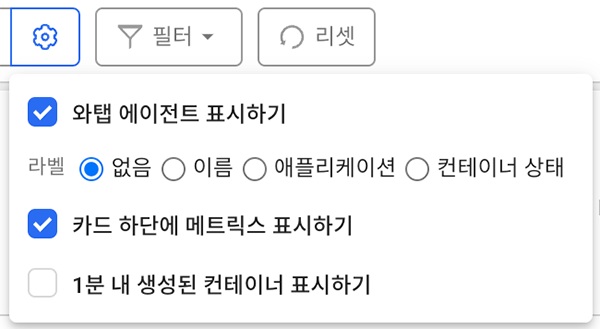 필터 리셋
와탭 에이전트 표시하기
라벨 없음 이름 애플리케이션 컨테이너 상태
카드 하단에 메트릭스 표시하기
1분 내 생성된 컨테이너 표시하기